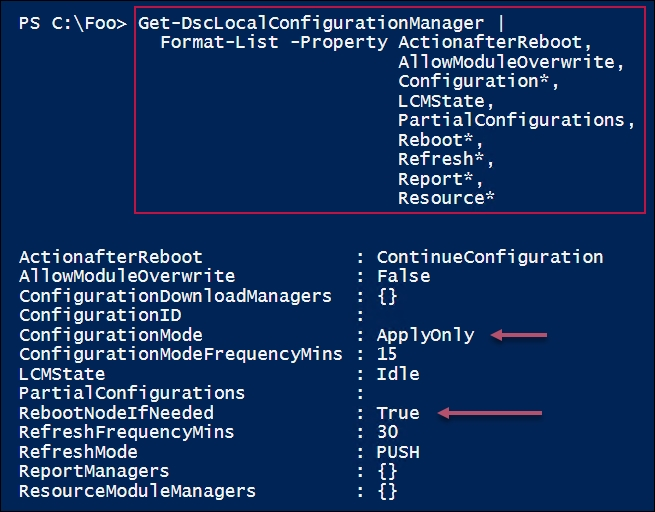 PS C:\Foo> Get-DscLocalConfigurationManager |
Format-List -Property ActionafterReboot,
AllowModuleOverwrite,
Configuration*,
LCMState,
PartialConfigurations,
Reboot*,
Refresh*,
Report*,
Resource*
ActionafterReboot : ContinueConfiguration
AllowModuleOverwrite : False
ConfigurationDownloadManagers : {}
ConfigurationID :
ConfigurationMode : ApplyOnly
ConfigurationModeFrequencyMins : 15
LCMState : Idle
PartialConfigurations :
RebootNodeIfNeeded : True
RefreshFrequencyMins : 30
RefreshMode : PUSH
ReportManagers : {}
ResourceModuleManagers : {}